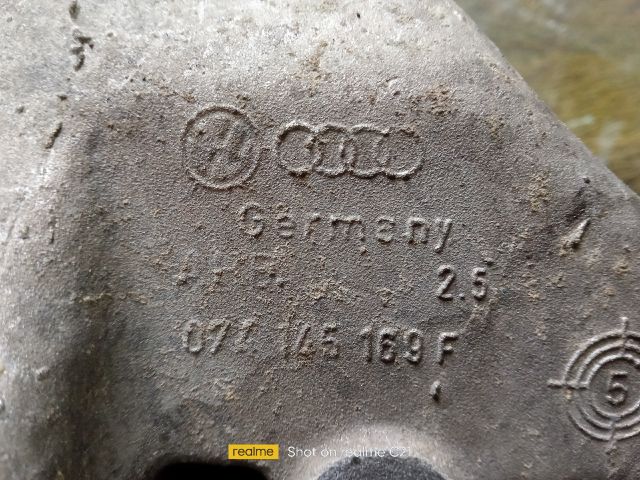 Germany
2.5
074 145 169 F
5
realme Shot on realme C21